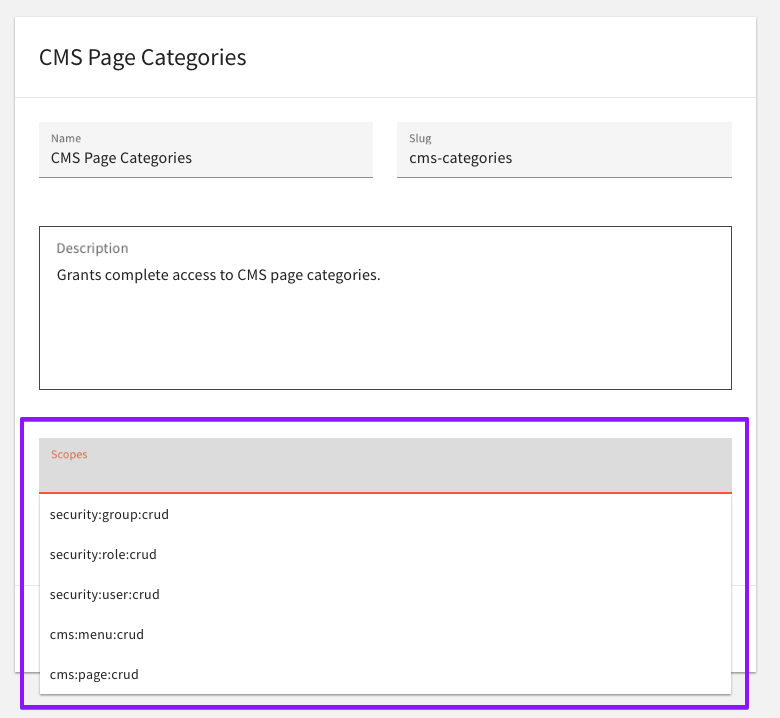 CMS Page Categories
Name
CMS Page Categories
Slug
cms-categories
Description
Grants complete access to CMS page categories.
Scopes
security:group:crud
security:role:crud
security:user:crud
cms:menu:crud
cms:page:crud